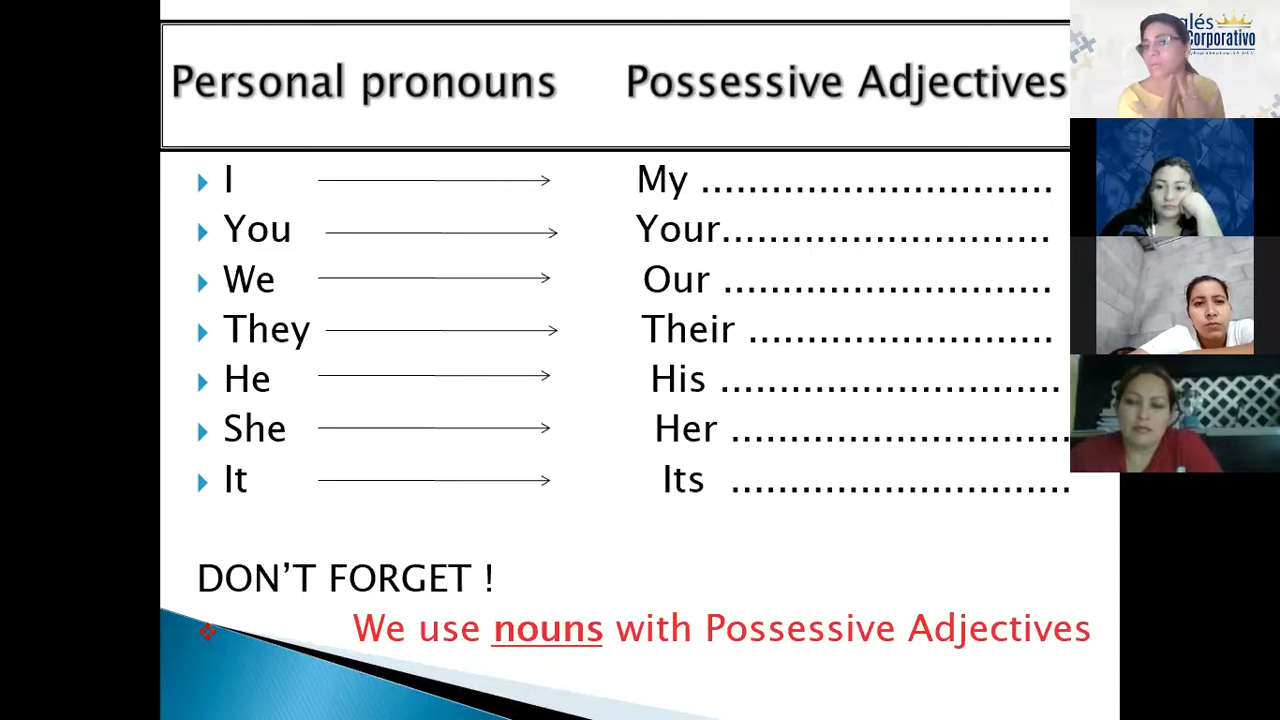 Personal pronouns Possessive Adjectives
I My ..............................
You Your............................
We Our ............................
They Their ..........................
He His .............................
She Her .............................
It Its .............................
DON’T FORGET !
We use nouns with Possessive Adjectives
glés
Corporativo